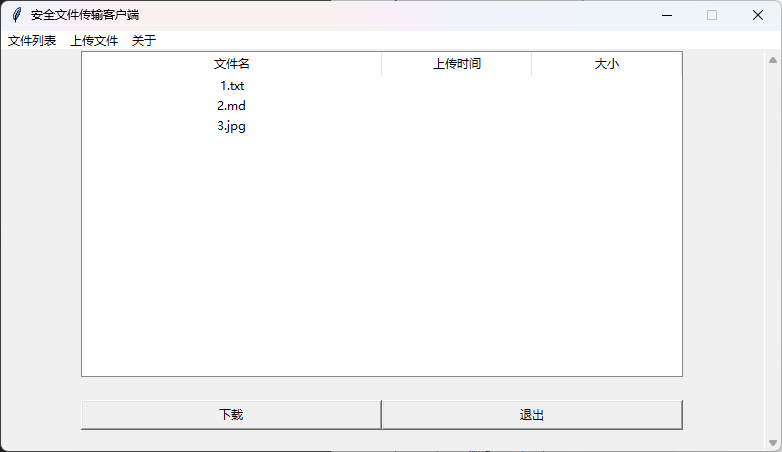 安全文件传输客户端
文件列表 上传文件 关于
文件名 上传时间 大小
1.txt
2.md
3.jpg
下载 退出